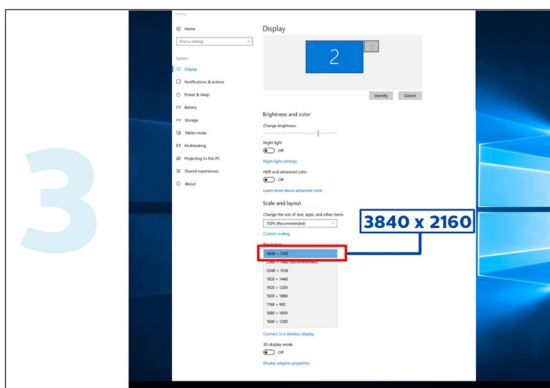 3
Settings
Home
Find a setting
System
Display
Notifications & actions
Power & sleep
Battery
Storage
Tablet mode
Multitasking
Projecting to this PC
Shared experiences
About
Display
2
1
Identify
Detect
Brightness and color
Change brightness
Night light
Off
Night light settings
HDR and advanced color
Off
Learn more about advanced color
Scale and layout
Change the size of text, apps, and other items
100% (Recommended)
Custom scaling
Resolution
3840 × 2160
2560 × 1440 (Recommended)
2048 × 1536
1920 × 1440
1920 × 1200
1920 × 1080
1680 × 1050
1600 × 1200
Connect to a wireless display
3D display mode
Off
Display adapter properties
3840 x 2160